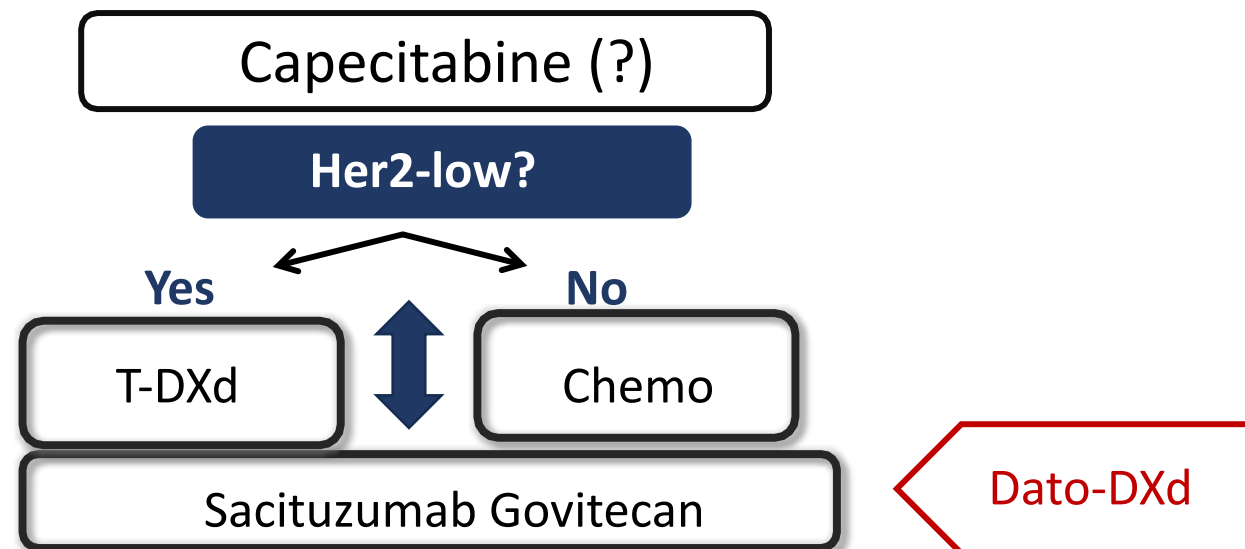 Capecitabine (?)
Her2-low?
Yes
No
T-DXd
Chemo
Sacituzumab Govitecan
Dato-DXd